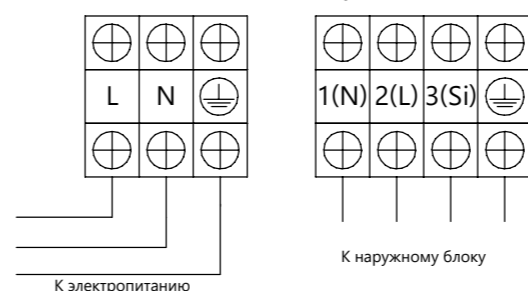 L N
1(N) 2(L) 3(Si)
К наружному блоку
К электропитанию